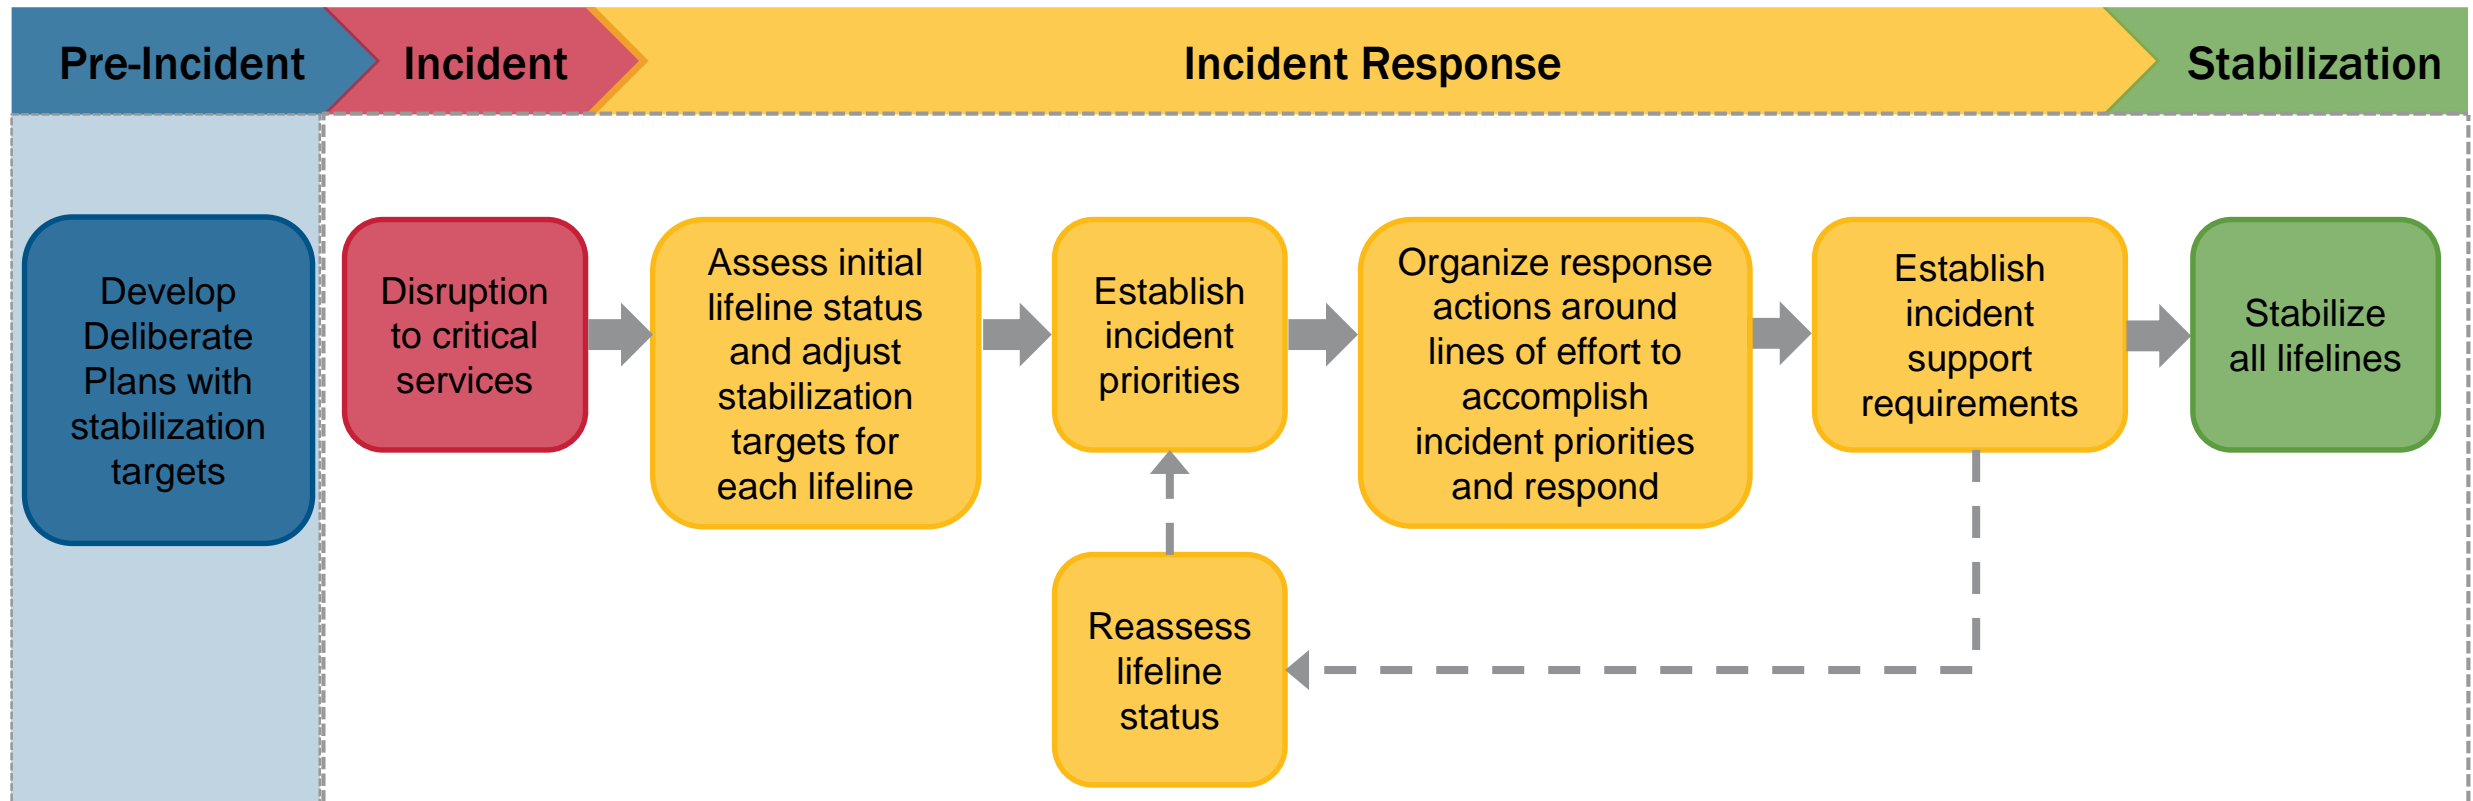 Pre-Incident
Incident
Incident Response
Stabilization
Develop
Deliberate
Plans with
stabilization
targets
Disruption
to critical
services
Assess initial
lifeline status
and adjust
stabilization
targets for
each lifeline
Establish
incident
priorities
Organize response
actions around
lines of effort to
accomplish
incident priorities
and respond
Establish
incident
support
requirements
Stabilize
all lifelines
Reassess
lifeline
status